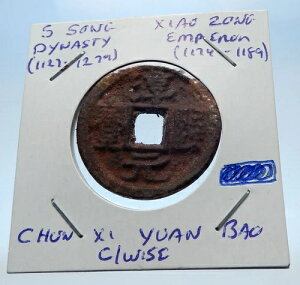 S SONG XIAO ZONG
DYNASTY EMPEROR
(1127-1279) (1174-1189)
CHUN XI YUAN BAO
C/WISE